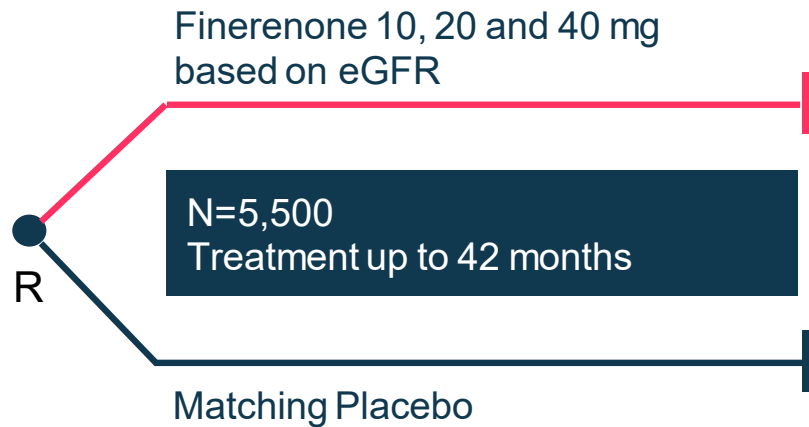 Finerenone 10, 20 and 40 mg
based on eGFR
N=5,500
Treatment up to 42 months
R
Matching Placebo